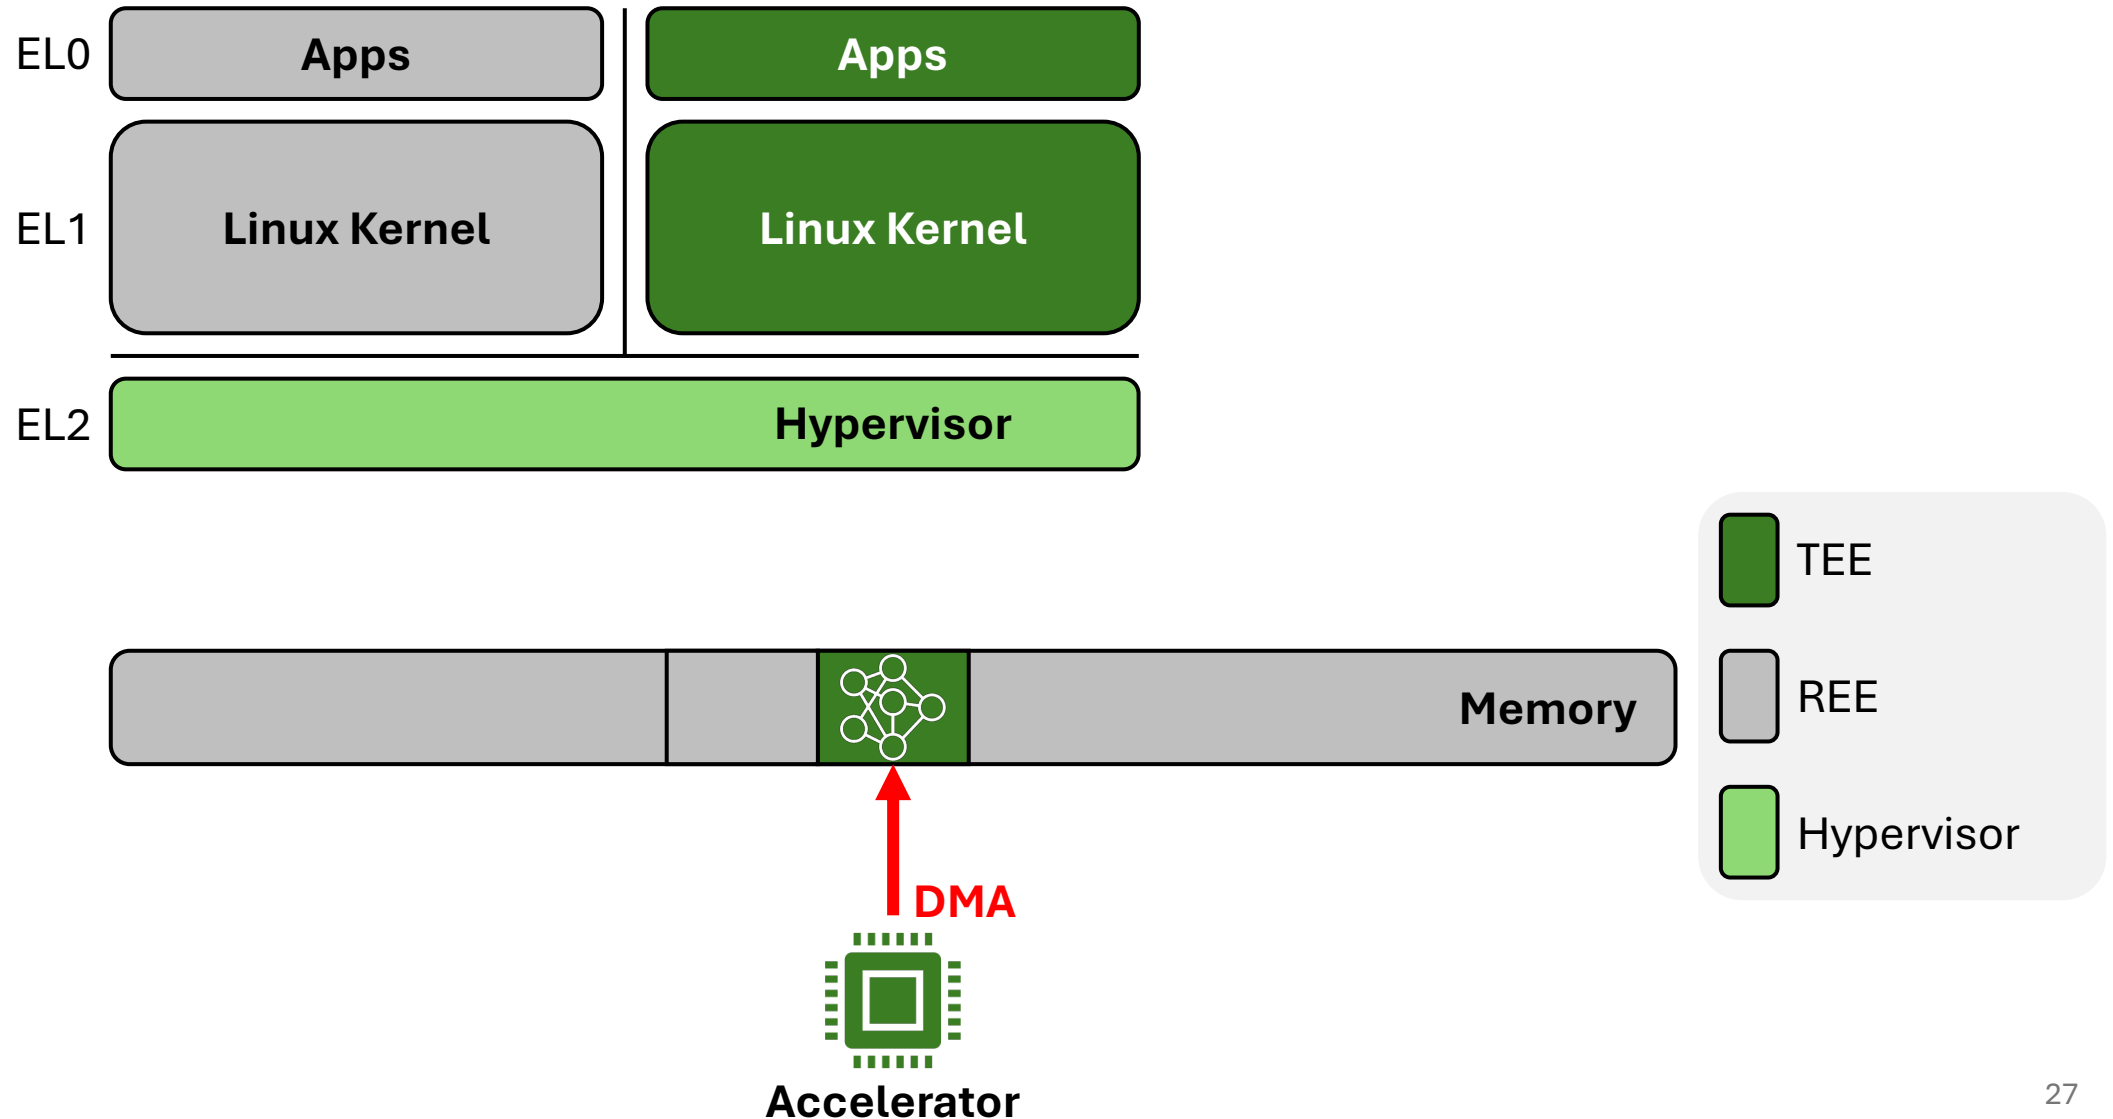 EL0
Apps
Apps
EL1
Linux Kernel
Linux Kernel
EL2
Hypervisor
TEE
Memory
REE
Hypervisor
DMA
Accelerator
27